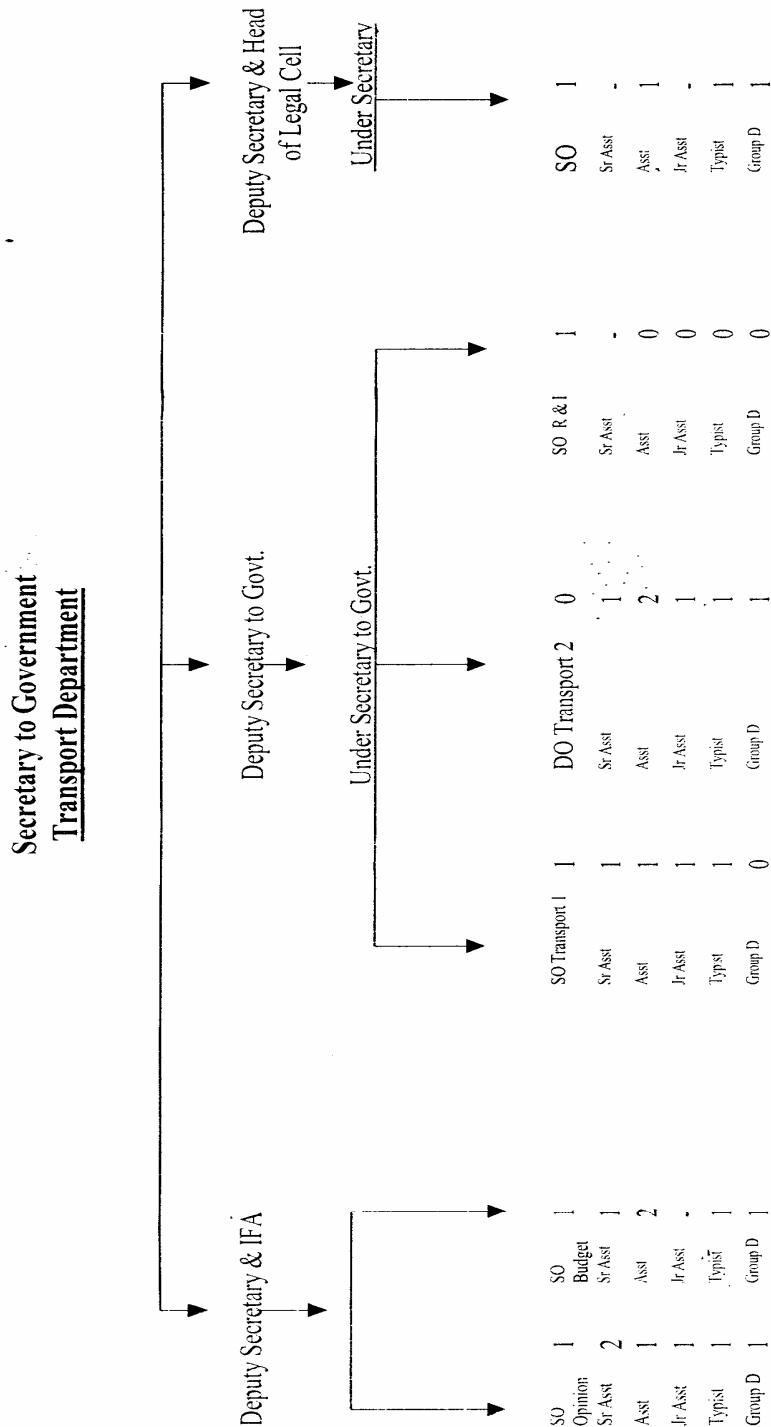 Secretary to Government
Transport Department
Deputy Secretary & IFA
Deputy Secretary to Govt.
Deputy Secretary & Head
of Legal Cell
Under Secretary to Govt.
Under Secretary
SO Opinion 1
Sr Asst 2
Asst 1
Jr Asst 1
Typist 1
Group D 1
SO Budget 1
Sr Asst 1
Asst 2
Jr Asst -
Typist 1
Group D 1
SO Transport 1 1
Sr Asst 1
Asst 1
Jr Asst 1
Typist 1
Group D 0
DO Transport 2 0
Sr Asst 1
Asst 2
Jr Asst 1
Typist 1
Group D 1
SO R & I 1
Sr Asst -
Asst 0
Jr Asst 0
Typist 0
Group D 0
SO 1
Sr Asst -
Asst 1
Jr Asst -
Typist 1
Group D 1